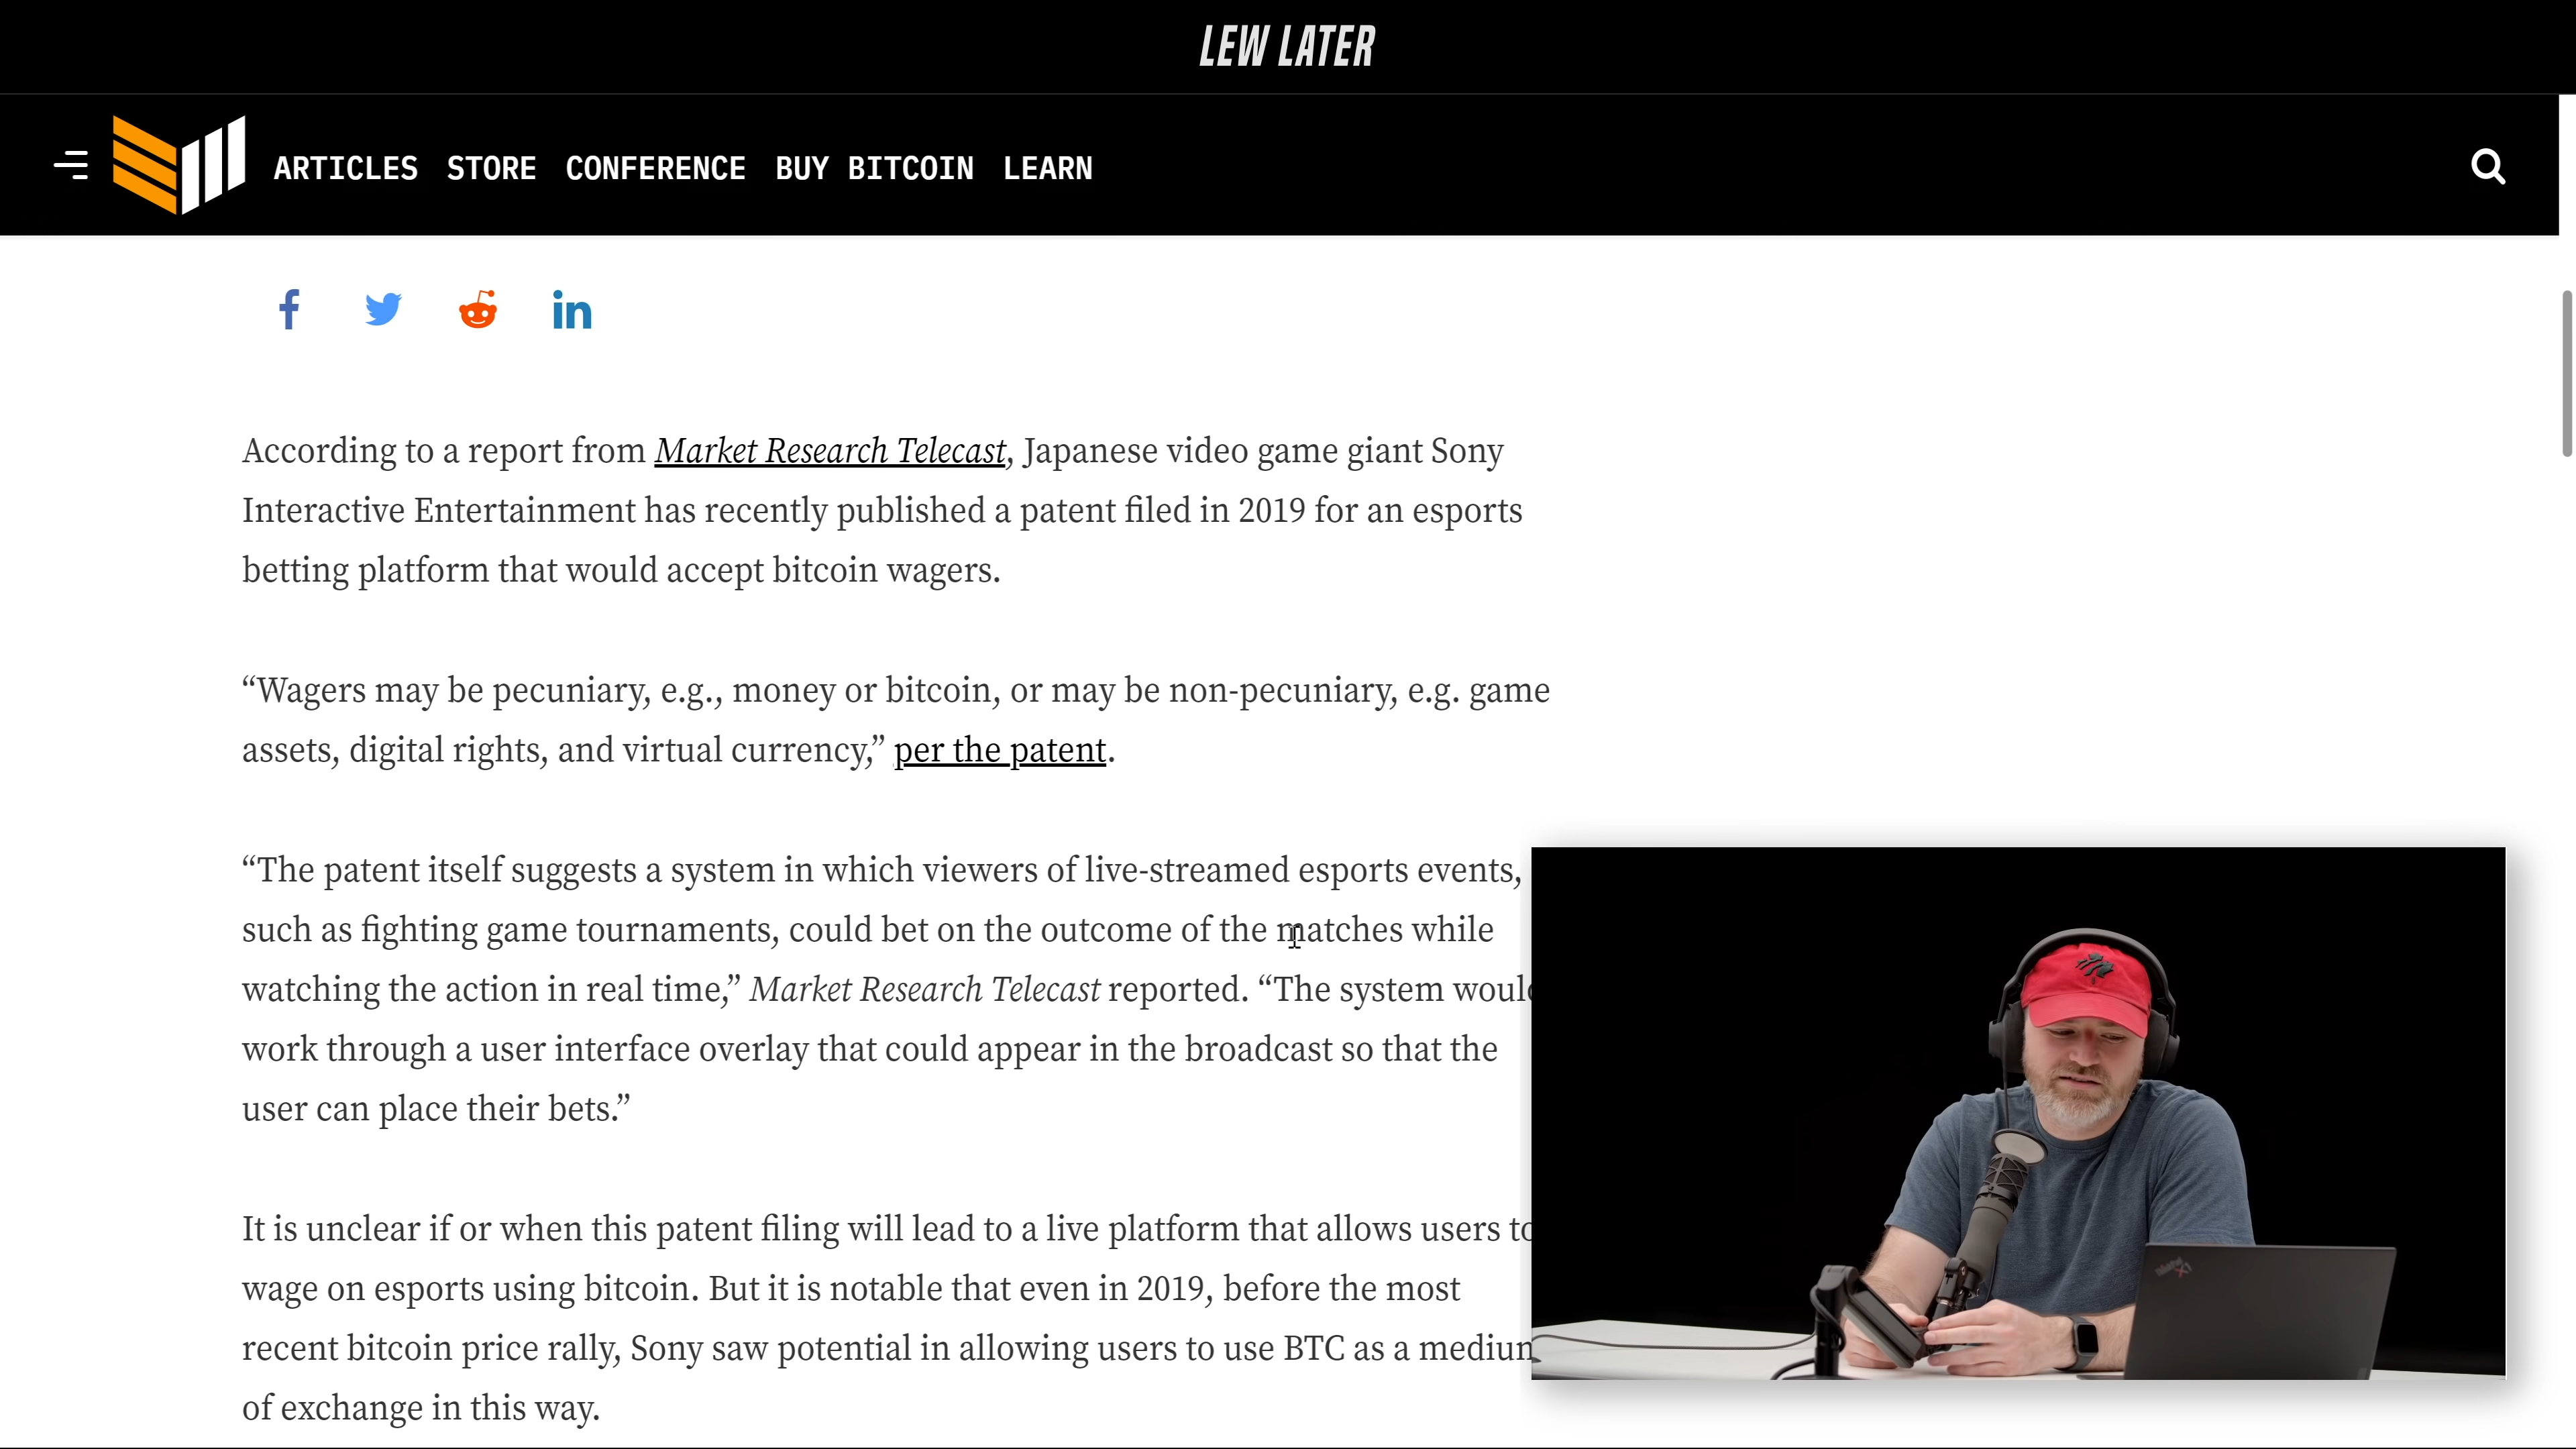 LEW LATER
ARTICLES STORE CONFERENCE BUY BITCOIN LEARN
According to a report from Market Research Telecast, Japanese video game giant Sony
Interactive Entertainment has recently published a patent filed in 2019 for an esports
betting platform that would accept bitcoin wagers.
“Wagers may be pecuniary, e.g., money or bitcoin, or may be non-pecuniary, e.g. game
assets, digital rights, and virtual currency,” per the patent.
“The patent itself suggests a system in which viewers of live-streamed esports events,
such as fighting game tournaments, could bet on the outcome of the matches while
watching the action in real time,” Market Research Telecast reported. “The system would
work through a user interface overlay that could appear in the broadcast so that the
user can place their bets.”
It is unclear if or when this patent filing will lead to a live platform that allows users to
wage on esports using bitcoin. But it is notable that even in 2019, before the most
recent bitcoin price rally, Sony saw potential in allowing users to use BTC as a medium
of exchange in this way.